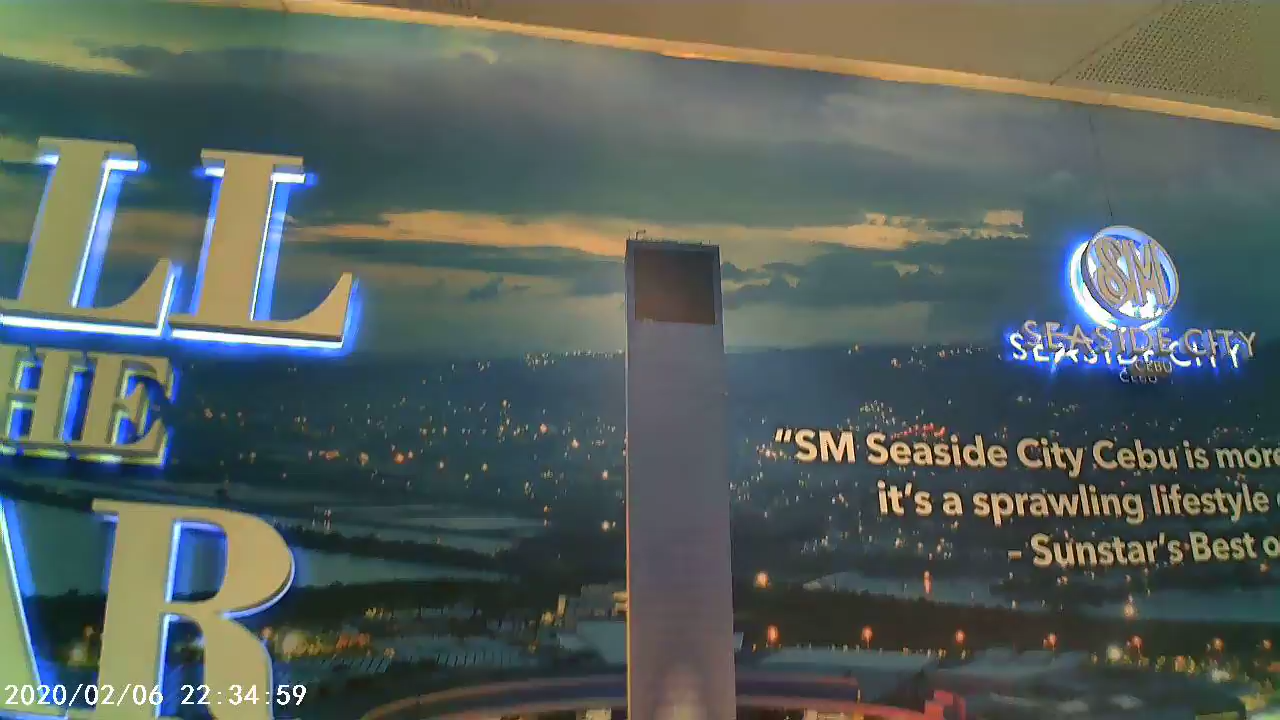 LL
HE
R
SM
SEASIDE CITY
CEBU
"SM Seaside City Cebu is more
it's a sprawling lifestyle
- Sunstar's Best o
2020/02/06 22:34:59